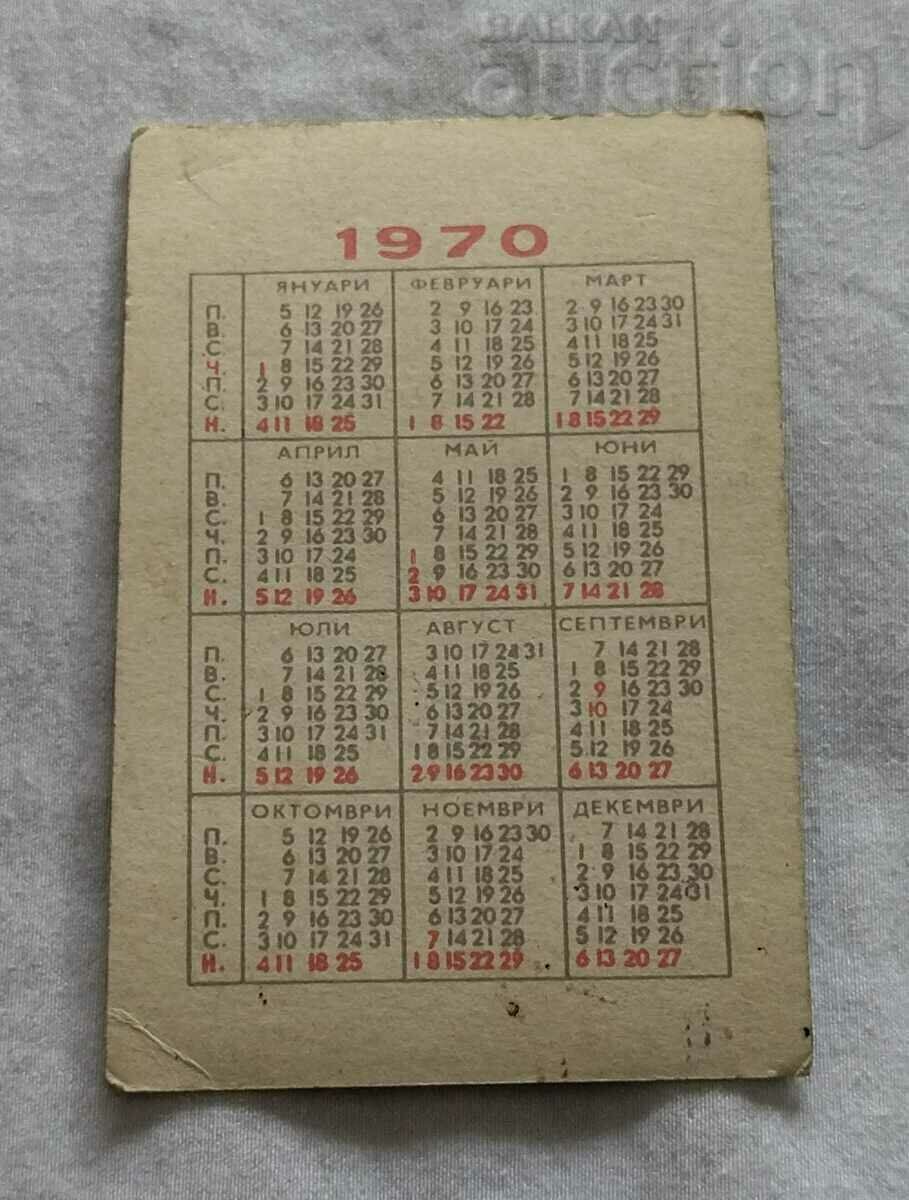 BALKAN
auction
1970
ЯНУАРИ ФЕВРУАРИ МАРТ
П. 5 12 19 26 2 9 16 23 2 9 16 23 30
В. 6 13 20 27 3 10 17 24 3 10 17 24 31
С. 7 14 21 28 4 11 18 25 4 11 18 25
Ч. 1 8 15 22 29 5 12 19 26 5 12 19 26
П. 2 9 16 23 30 6 13 20 27 6 13 20 27
С. 3 10 17 24 31 7 14 21 28 7 14 21 28
Н. 4 11 18 25 1 8 15 22 1 8 15 22 29
АПРИЛ МАЙ ЮНИ
П. 6 13 20 27 4 11 18 25 1 8 15 22 29
В. 7 14 21 28 5 12 19 26 2 9 16 23 30
С. 1 8 15 22 29 6 13 20 27 3 10 17 24
Ч. 2 9 16 23 30 7 14 21 28 4 11 18 25
П. 3 10 17 24 1 8 15 22 29 5 12 19 26
С. 4 11 18 25 2 9 16 23 30 6 13 20 27
Н. 5 12 19 26 3 10 17 24 31 7 14 21 28
ЮЛИ АВГУСТ СЕПТЕМВРИ
П. 6 13 20 27 3 10 17 24 31 7 14 21 28
В. 7 14 21 28 4 11 18 25 1 8 15 22 29
С. 1 8 15 22 29 5 12 19 26 2 9 16 23 30
Ч. 2 9 16 23 30 6 13 20 27 3 10 17 24
П. 3 10 17 24 31 7 14 21 28 4 11 18 25
С. 4 11 18 25 1 8 15 22 29 5 12 19 26
Н. 5 12 19 26 2 9 16 23 30 6 13 20 27
ОКТОМВРИ НОЕМВРИ ДЕКЕМВРИ
П. 5 12 19 26 2 9 16 23 30 7 14 21 28
В. 6 13 20 27 3 10 17 24 1 8 15 22 29
С. 7 14 21 28 4 11 18 25 2 9 16 23 30
Ч. 1 8 15 22 29 5 12 19 26 3 10 17 24 31
П. 2 9 16 23 30 6 13 20 27 4 11 18 25
С. 3 10 17 24 31 7 14 21 28 5 12 19 26
Н. 4 11 18 25 1 8 15 22 29 6 13 20 27